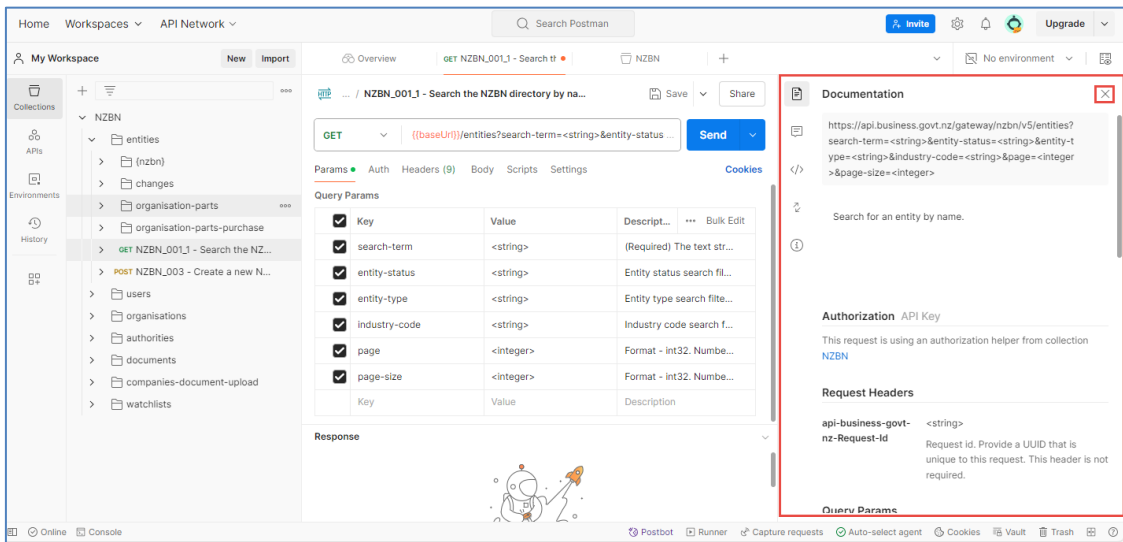 Home Workspaces API Network Search Postman Invite Upgrade
My Workspace New Import Overview GET NZBN_001_1 - Search th NZBN No environment
Collections
APIs
Environments
History
NZBN
entities
{nzbn}
changes
organisation-parts
organisation-parts-purchase
GET NZBN_001_1 - Search the NZ...
POST NZBN_003 - Create a new N...
users
organisations
authorities
documents
companies-document-upload
watchlists
HTTP ... / NZBN_001_1 - Search the NZBN directory by na... Save Share
GET {{baseUrl}}/entities?search-term=<string>&entity-status ... Send
Params Auth Headers (9) Body Scripts Settings Cookies
Query Params
Key Value Descript... Bulk Edit
search-term <string> (Required) The text str...
entity-status <string> Entity status search fil...
entity-type <string> Entity type search filte...
industry-code <string> Industry code search f...
page <integer> Format - int32. Numbe...
page-size <integer> Format - int32. Numbe...
Key Value Description
Response
Documentation
https://api.business.govt.nz/gateway/nzbn/v5/entities?
search-term=<string>&entity-status=<string>&entity-t
ype=<string>&industry-code=<string>&page=<integer
>&page-size=<integer>
Search for an entity by name.
Authorization API Key
This request is using an authorization helper from collection
NZBN
Request Headers
api-business-govt- <string>
nz-Request-Id
Request id. Provide a UUID that is
unique to this request. This header is not
required.
Query Params
Online Console Postbot Runner Capture requests Auto-select agent Cookies Vault Trash